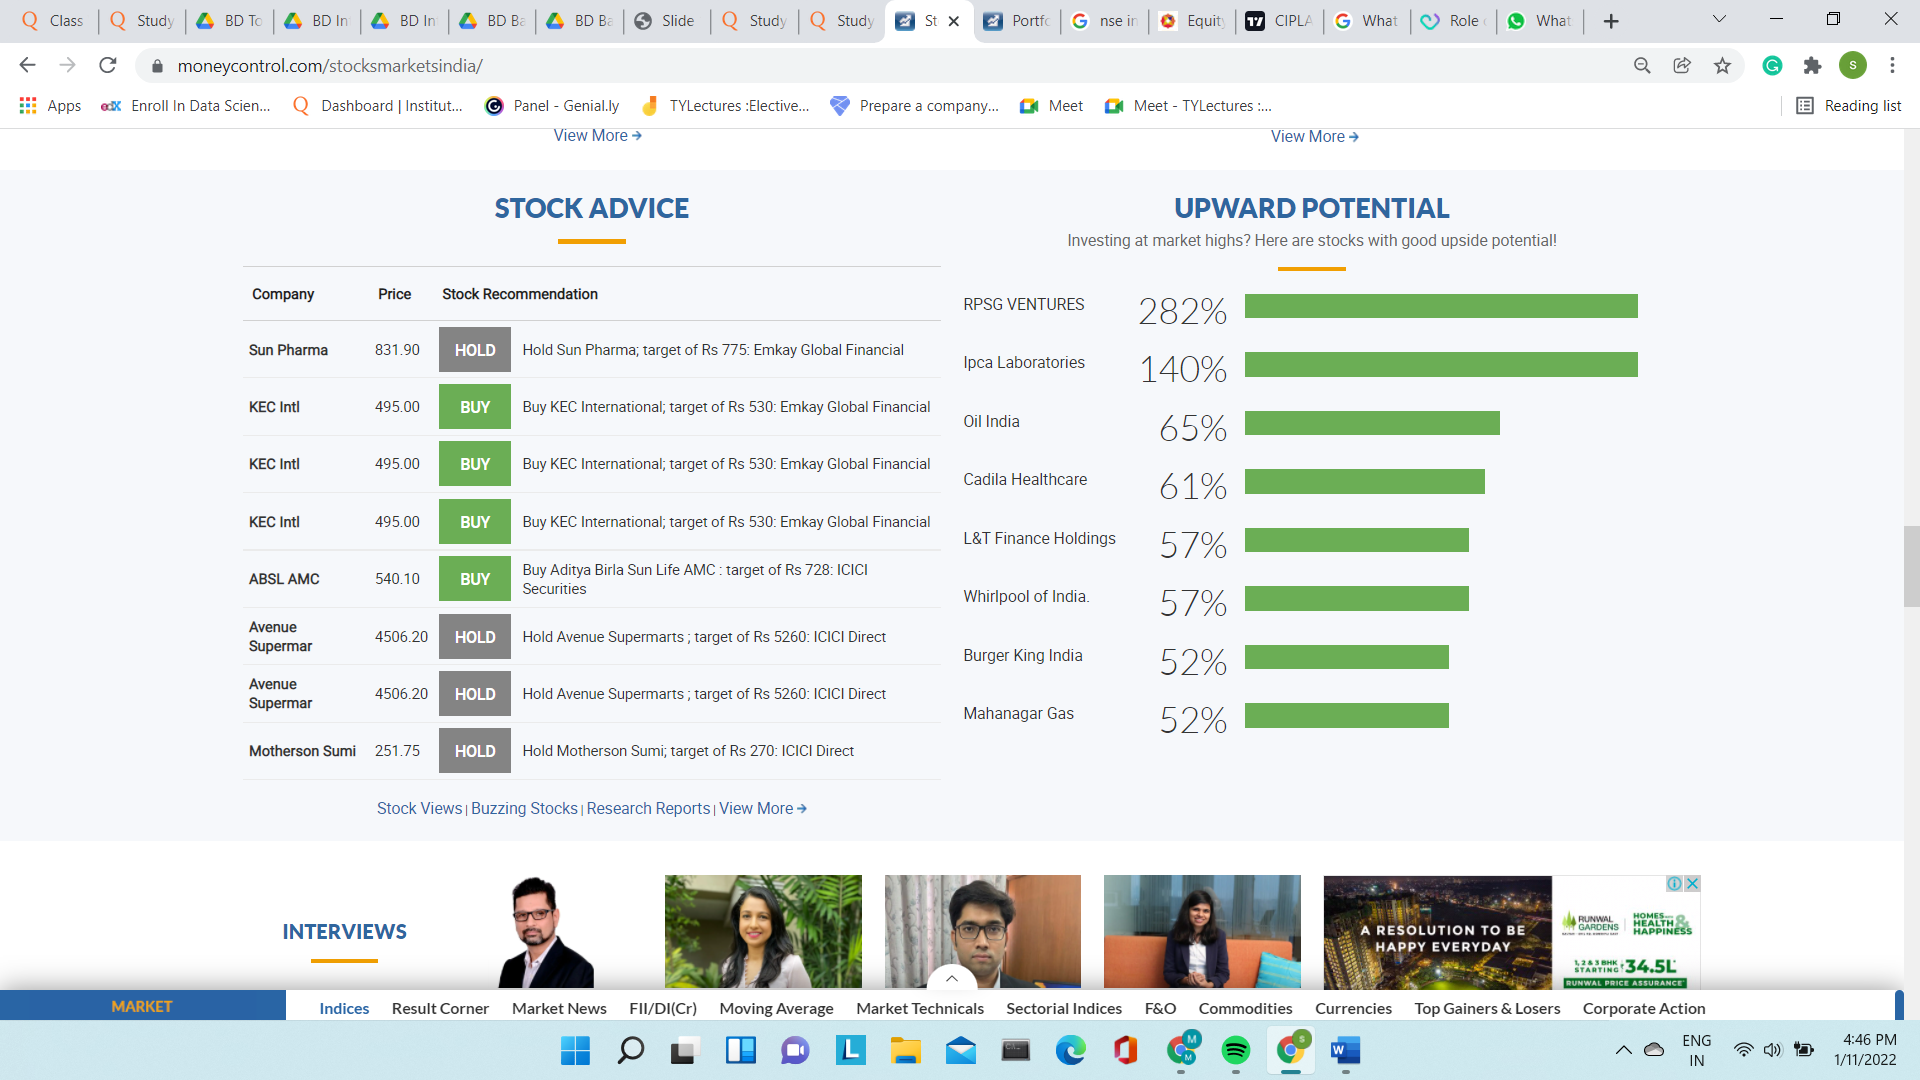 Class
Study
BD To
BD In
BD In
BD Ba
BD Ba
Slide
Study
Study
St
Portfo
nse in
Equity
CIPLA
What
Role
What
moneycontrol.com/stocksmarketsindia/
S
Apps
edX
Enroll In Data Scien...
Dashboard | Institut...
Panel - Genial.ly
TYLectures :Elective...
Prepare a company...
Meet
Meet - TYLectures :...
Reading list
View More →
View More →
STOCK ADVICE
Company Price Stock Recommendation
Sun Pharma 831.90 HOLD Hold Sun Pharma; target of Rs 775: Emkay Global Financial
KEC Intl 495.00 BUY Buy KEC International; target of Rs 530: Emkay Global Financial
KEC Intl 495.00 BUY Buy KEC International; target of Rs 530: Emkay Global Financial
KEC Intl 495.00 BUY Buy KEC International; target of Rs 530: Emkay Global Financial
ABSL AMC 540.10 BUY Buy Aditya Birla Sun Life AMC : target of Rs 728: ICICI
Securities
Avenue
Supermar 4506.20 HOLD Hold Avenue Supermarts ; target of Rs 5260: ICICI Direct
Avenue
Supermar 4506.20 HOLD Hold Avenue Supermarts ; target of Rs 5260: ICICI Direct
Motherson Sumi 251.75 HOLD Hold Motherson Sumi; target of Rs 270: ICICI Direct
Stock Views | Buzzing Stocks | Research Reports | View More →
UPWARD POTENTIAL
Investing at market highs? Here are stocks with good upside potential!
RPSG VENTURES 282%
Ipca Laboratories 140%
Oil India 65%
Cadila Healthcare 61%
L&T Finance Holdings 57%
Whirlpool of India. 57%
Burger King India 52%
Mahanagar Gas 52%
INTERVIEWS
A RESOLUTION TO BE
HAPPY EVERYDAY
RUNWAL
GARDENS
HOMES
HEALTH &
HAPPINESS
1, 2 & 3 BHK
STARTING ₹34.5L*
RUNWAL PRICE ASSURANCE*
MARKET
Indices Result Corner Market News FII/DI(Cr) Moving Average Market Technicals Sectorial Indices F&O Commodities Currencies Top Gainers & Losers Corporate Action
ENG
IN
4:46 PM
1/11/2022